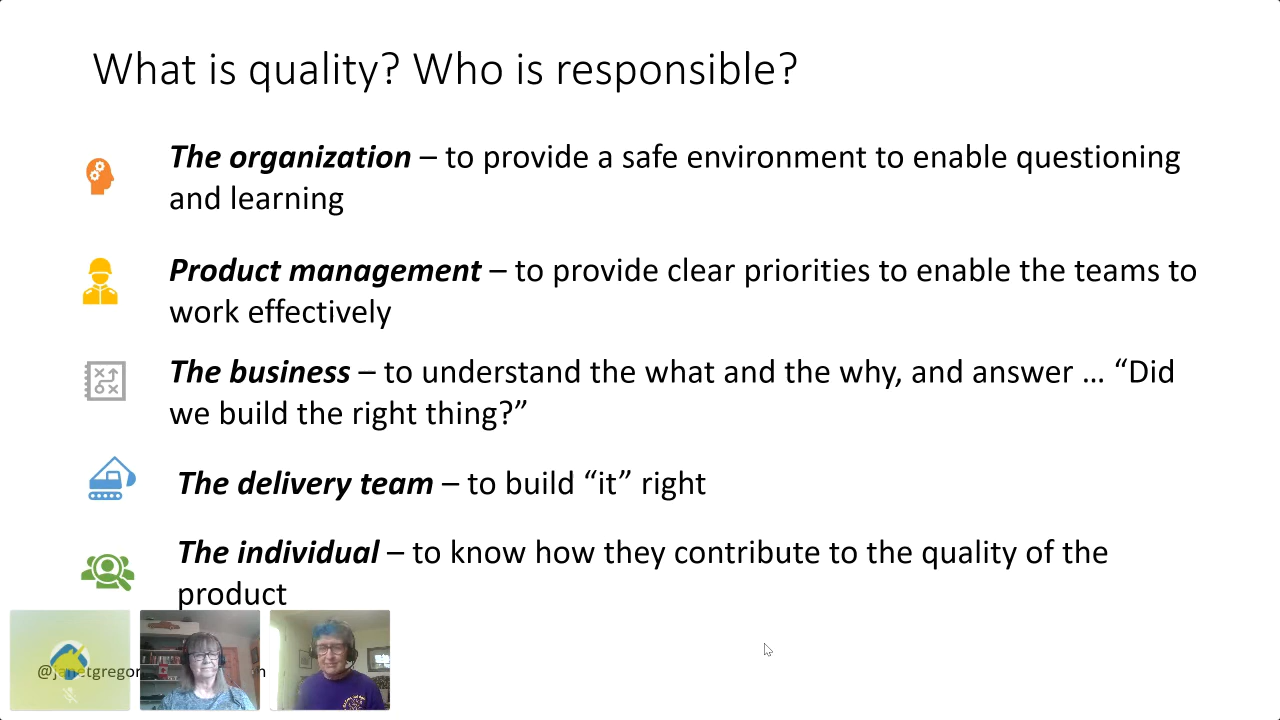 What is quality? Who is responsible?
The organization – to provide a safe environment to enable questioning
and learning
Product management – to provide clear priorities to enable the teams to
work effectively
The business – to understand the what and the why, and answer … “Did
we build the right thing?”
The delivery team – to build “it” right
The individual – to know how they contribute to the quality of the
product